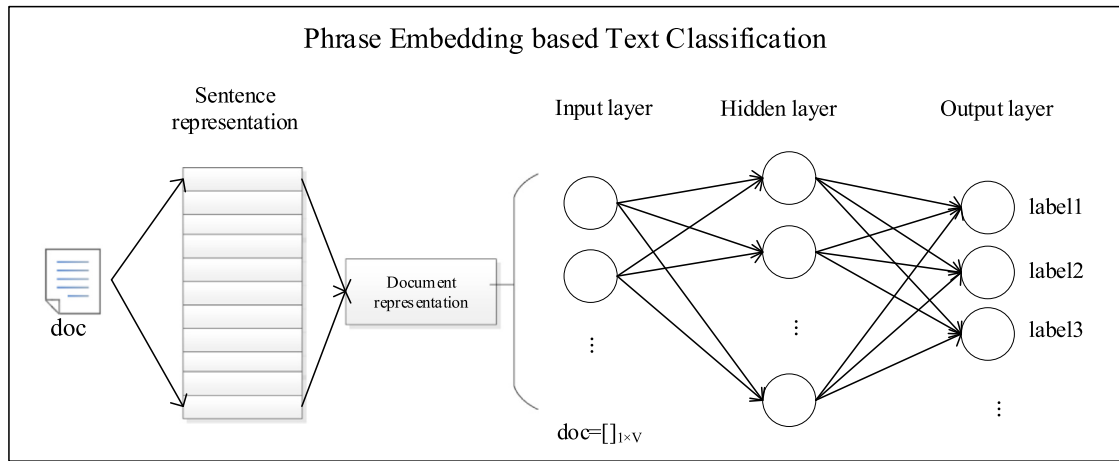 Phrase Embedding based Text Classification
Sentence
representation
Input layer
Hidden layer
Output layer
doc
Document
representation
label1
label2
label3
...
...
...
doc=[]1×V